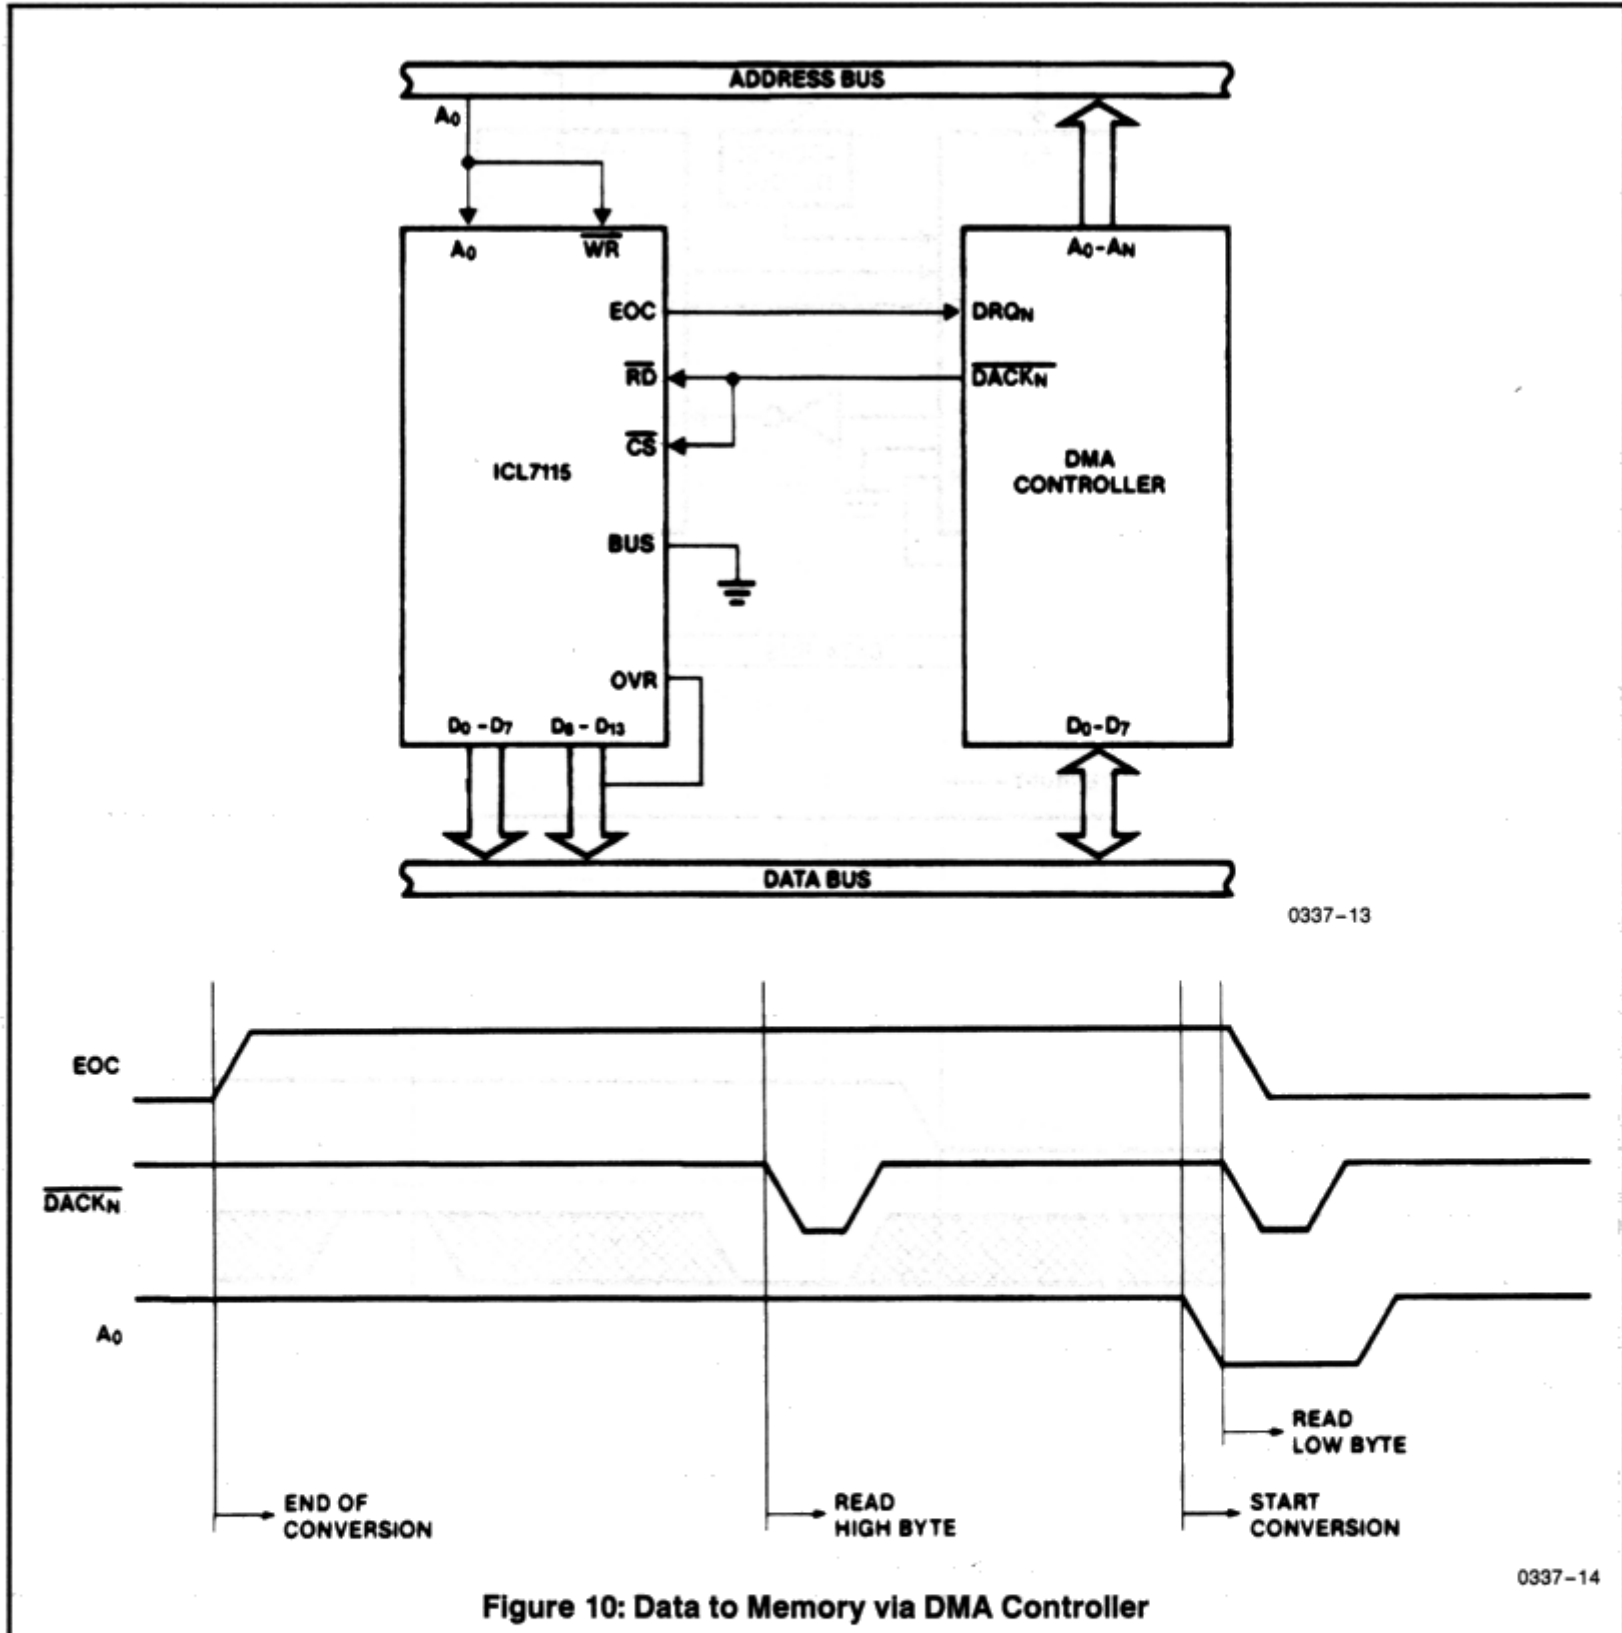 ADDRESS BUS
A0
A0
WR
A0-AN
EOC
DRQN
RD
DACKN
CS
ICL7115
DMA
CONTROLLER
BUS
OVR
D0 - D7
D8 - D13
D0-D7
DATA BUS
0337-13
EOC
DACKN
A0
READ
LOW BYTE
END OF
CONVERSION
READ
HIGH BYTE
START
CONVERSION
0337-14
Figure 10: Data to Memory via DMA Controller